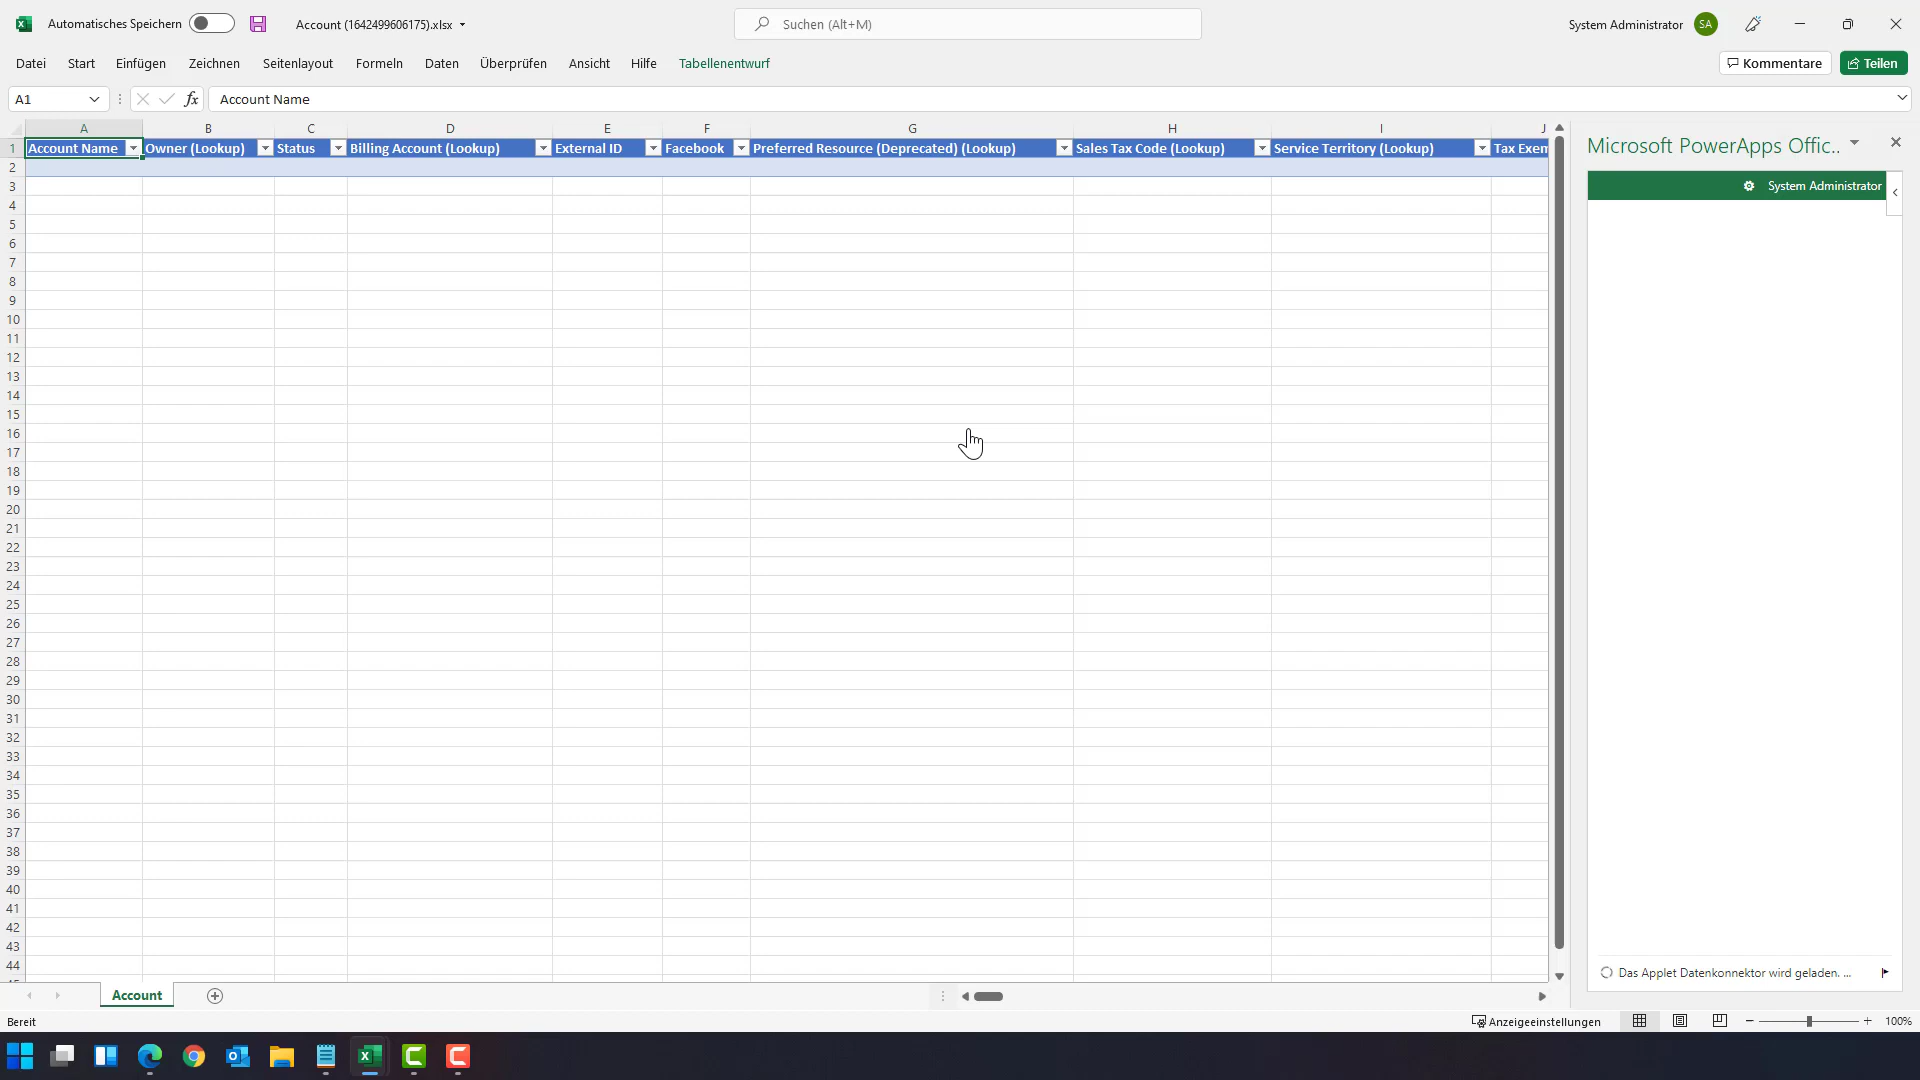 Automatisches Speichern
Account (1642499606175).xlsx
Suchen (Alt+M)
System Administrator
SA
Datei
Start
Einfügen
Zeichnen
Seitenlayout
Formeln
Daten
Überprüfen
Ansicht
Hilfe
Tabellenentwurf
Kommentare
Teilen
A1
fx
Account Name
A B C D E F G H I J
1 Account Name Owner (Lookup) Status Billing Account (Lookup) External ID Facebook Preferred Resource (Deprecated) (Lookup) Sales Tax Code (Lookup) Service Territory (Lookup) Tax Exem
2
3
4
5
6
7
8
9
10
11
12
13
14
15
16
17
18
19
20
21
22
23
24
25
26
27
28
29
30
31
32
33
34
35
36
37
38
39
40
41
42
43
44
Microsoft PowerApps Offic..
System Administrator
Das Applet Datenkonnektor wird geladen. ...
Account
Bereit
Anzeigeeinstellungen
100%